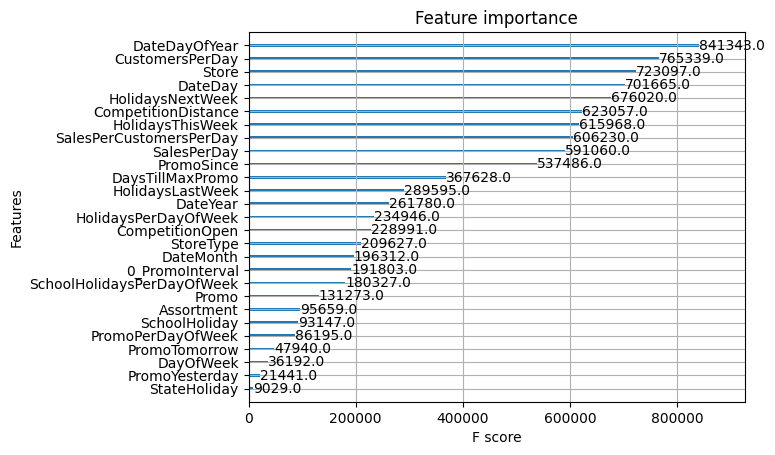 Feature importance
DateDayOfYear 841343.0
CustomersPerDay 765339.0
Store 723097.0
DateDay 701665.0
HolidaysNextWeek 676020.0
CompetitionDistance 623057.0
HolidaysThisWeek 615968.0
SalesPerCustomersPerDay 606230.0
SalesPerDay 591060.0
PromoSince 537486.0
DaysTillMaxPromo 367628.0
HolidaysLastWeek 289595.0
DateYear 261780.0
HolidaysPerDayOfWeek 234946.0
CompetitionOpen 228991.0
StoreType 209627.0
DateMonth 196312.0
0_PromoInterval 191803.0
SchoolHolidaysPerDayOfWeek 180327.0
Promo 131273.0
Assortment 95659.0
SchoolHoliday 93147.0
PromoPerDayOfWeek 86195.0
PromoTomorrow 47940.0
DayOfWeek 36192.0
PromoYesterday 21441.0
StateHoliday 9029.0
Features
0 200000 400000 600000 800000
F score